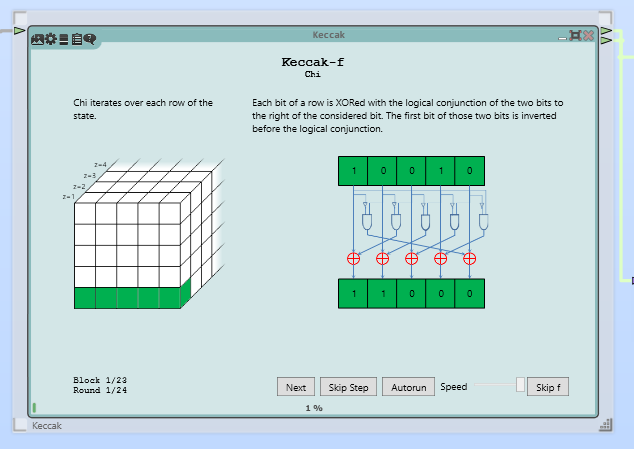 Keccak
Keccak-f
Chi
Chi iterates over each row of the
state.
Each bit of a row is XORed with the logical conjunction of the two bits to
the right of the considered bit. The first bit of those two bits is inverted
before the logical conjunction.
z=4
z=3
z=2
z=1
1 0 0 1 0
1 1 0 0 0
Block 1/23
Round 1/24
Next Skip Step Autorun Speed Skip f
1 %
Keccak